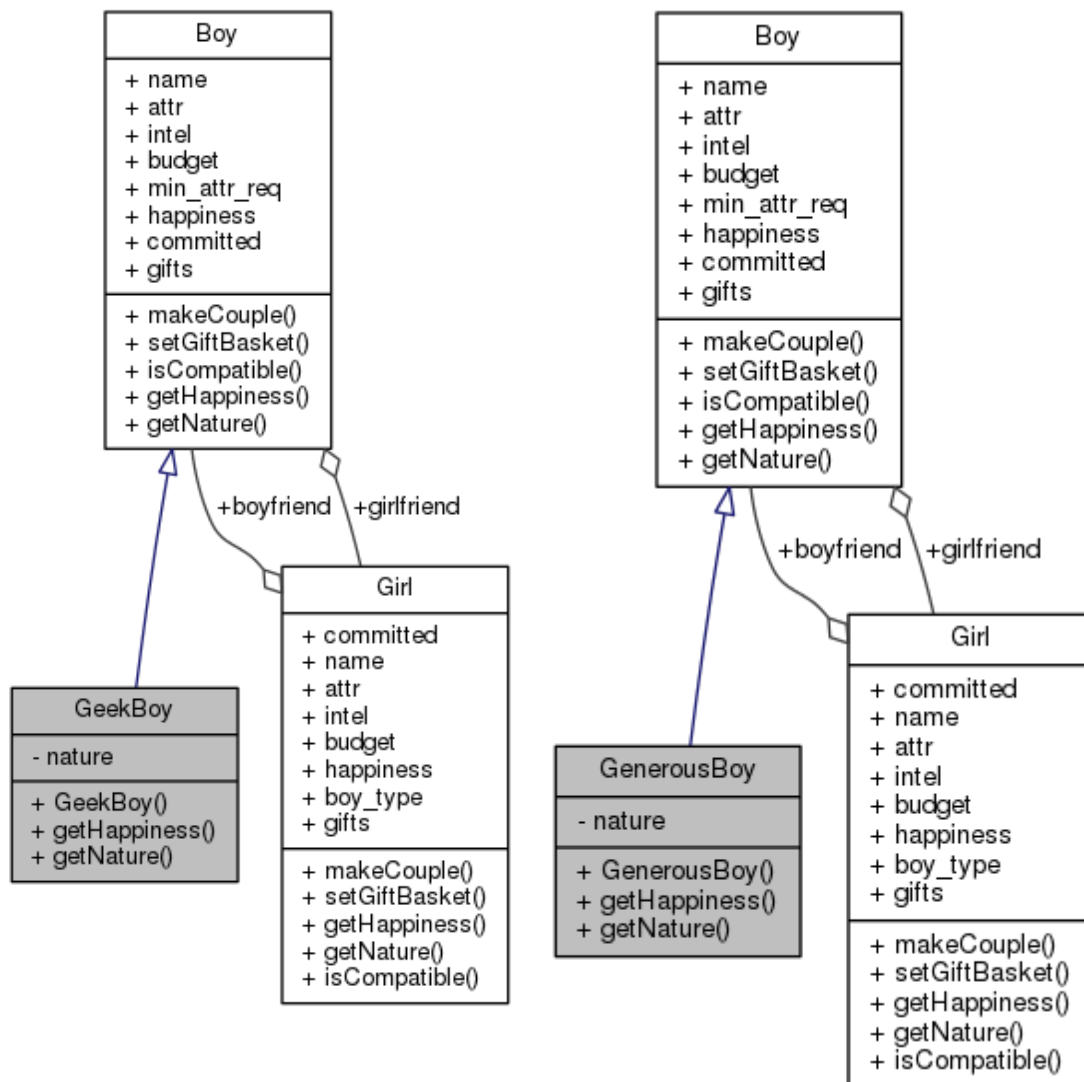 Boy
+ name
+ attr
+ intel
+ budget
+ min_attr_req
+ happiness
+ committed
+ gifts
+ makeCouple()
+ setGiftBasket()
+ isCompatible()
+ getHappiness()
+ getNature()
+boyfriend
+girlfriend
Girl
+ committed
+ name
+ attr
+ intel
+ budget
+ happiness
+ boy_type
+ gifts
+ makeCouple()
+ setGiftBasket()
+ getHappiness()
+ getNature()
+ isCompatible()
GeekBoy
- nature
+ GeekBoy()
+ getHappiness()
+ getNature()
Boy
+ name
+ attr
+ intel
+ budget
+ min_attr_req
+ happiness
+ committed
+ gifts
+ makeCouple()
+ setGiftBasket()
+ isCompatible()
+ getHappiness()
+ getNature()
+boyfriend
+girlfriend
Girl
+ committed
+ name
+ attr
+ intel
+ budget
+ happiness
+ boy_type
+ gifts
+ makeCouple()
+ setGiftBasket()
+ getHappiness()
+ getNature()
+ isCompatible()
GenerousBoy
- nature
+ GenerousBoy()
+ getHappiness()
+ getNature()